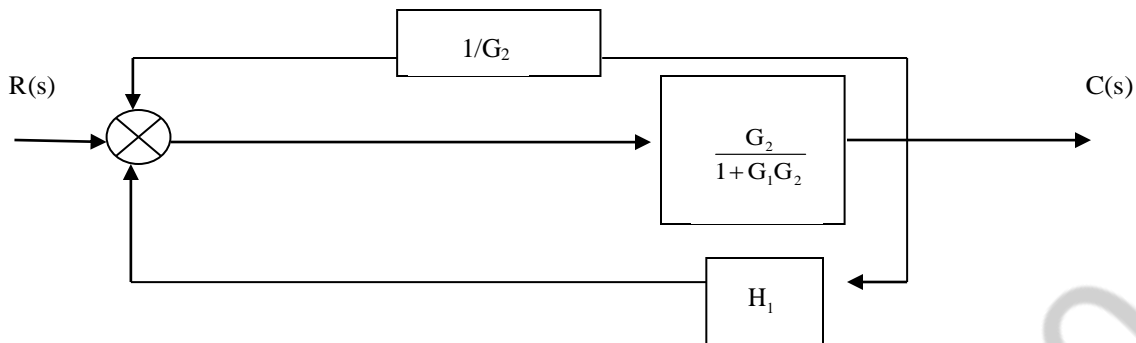 1/G₂
R(s)
C(s)
G₂
1+G₁G₂
H₁